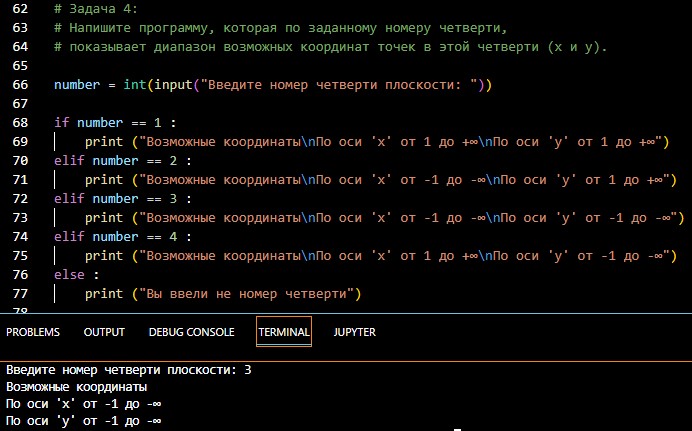 62 # Задача 4:
63 # Напишите программу, которая по заданному номеру четверти,
64 # показывает диапазон возможных координат точек в этой четверти (x и y).
65
66 number = int(input("Введите номер четверти плоскости: "))
67
68 if number == 1 :
69     print ("Возможные координаты\nПо оси 'x' от 1 до +∞\nПо оси 'y' от 1 до +∞")
70 elif number == 2 :
71     print ("Возможные координаты\nПо оси 'x' от -1 до -∞\nПо оси 'y' от 1 до +∞")
72 elif number == 3 :
73     print ("Возможные координаты\nПо оси 'x' от -1 до -∞\nПо оси 'y' от -1 до -∞")
74 elif number == 4 :
75     print ("Возможные координаты\nПо оси 'x' от 1 до +∞\nПо оси 'y' от -1 до -∞")
76 else :
77     print ("Вы ввели не номер четверти")
78
PROBLEMS OUTPUT DEBUG CONSOLE TERMINAL JUPYTER
Введите номер четверти плоскости: 3
Возможные координаты
По оси 'x' от -1 до -∞
По оси 'y' от -1 до -∞